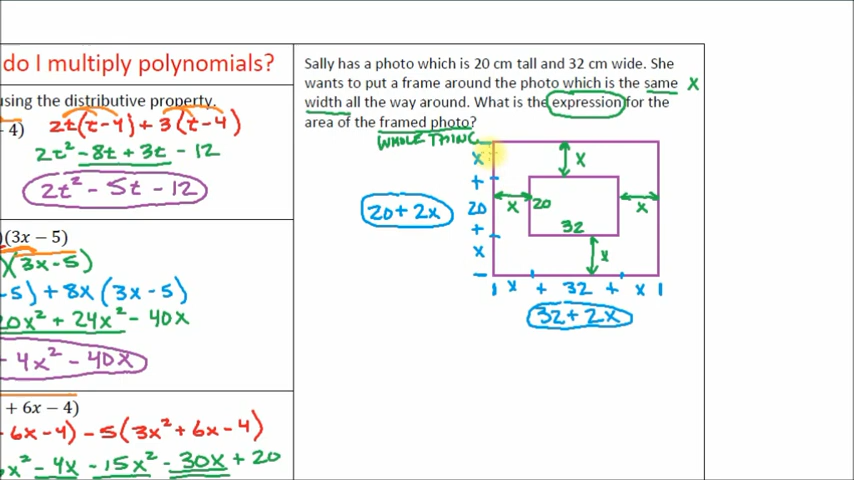 do I multiply polynomials?
using the distributive property.
4)
2t(t-4) + 3(t-4)
2t² - 8t + 3t - 12
2t² - 5t - 12
)(3x − 5)
)(3x-5)
-5) + 8x (3x-5)
20x² + 24x² - 40x
+ 4x² - 40x
+ 6x − 4)
6x-4) - 5(3x² + 6x - 4)
x² - 4x - 15x² - 30x + 20
Sally has a photo which is 20 cm tall and 32 cm wide. She
wants to put a frame around the photo which is the same x
width all the way around. What is the expression for the
area of the framed photo?
WHOLE THING
x
+
20
+
x
20 + 2x
x
x
20
32
x
x
x + 32 + x
32 + 2x